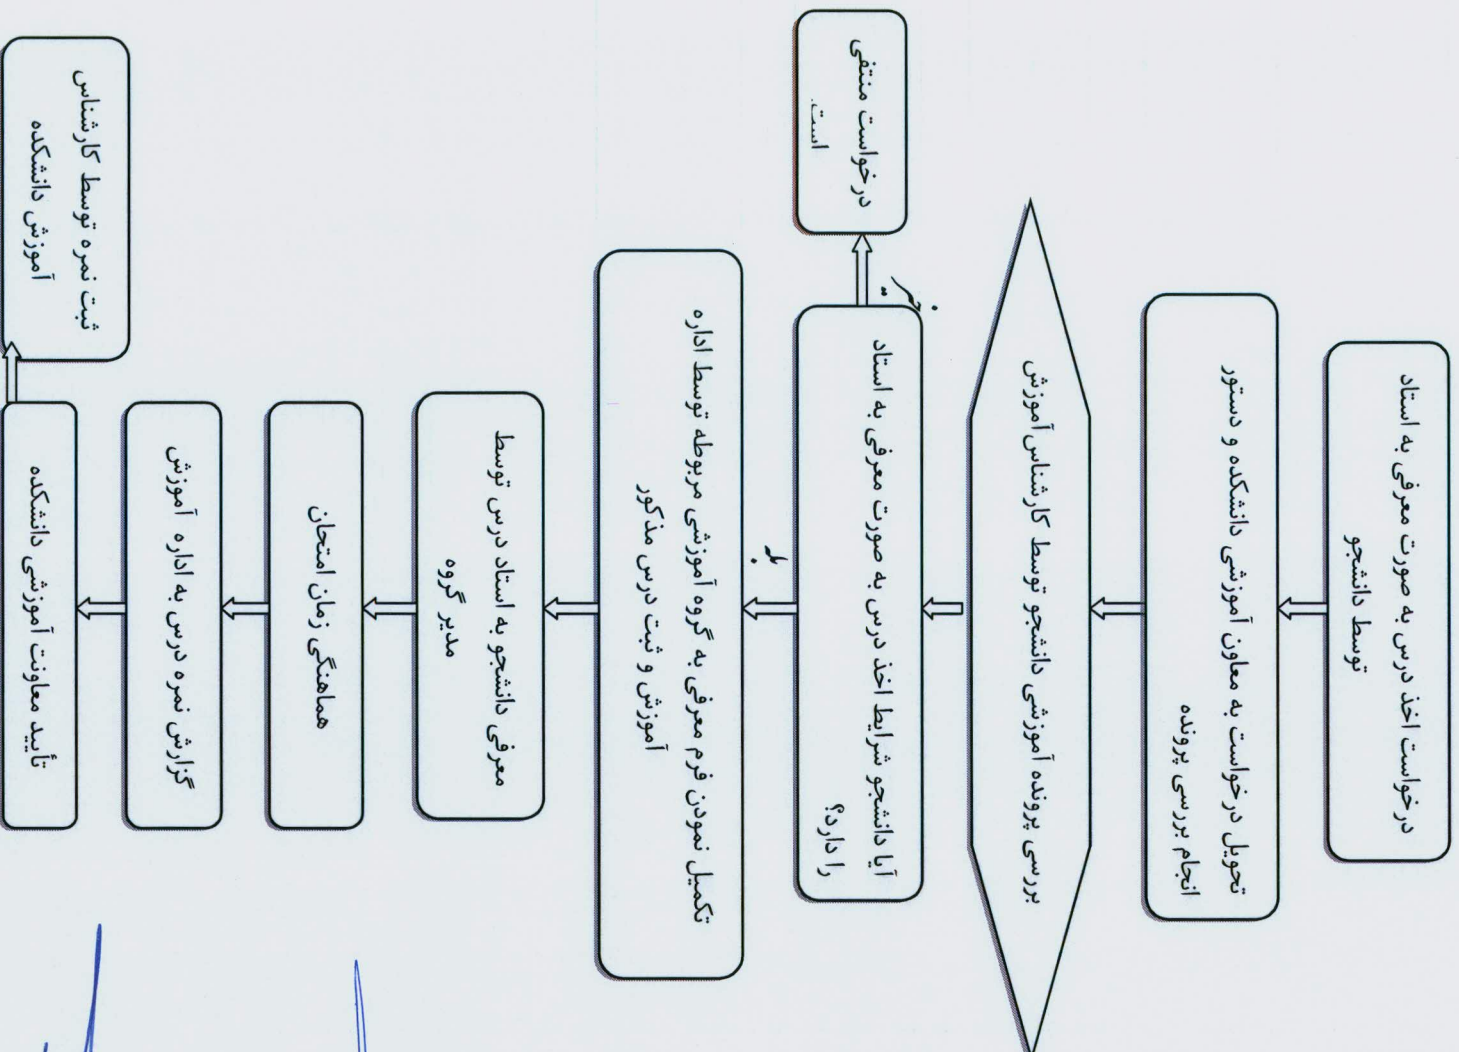 درخواست اخذ درس به صورت معرفی به استاد
توسط دانشجو
تحویل درخواست به معاون آموزشی دانشکده و دستور
انجام بررسی پرونده
بررسی پرونده آموزشی دانشجو توسط کارشناس آموزش
آیا دانشجو شرایط اخذ درس به صورت معرفی به استاد
را دارد؟
خیر
درخواست منتفی
است.
بله
تکمیل نمودن فرم معرفی به گروه آموزشی مربوطه توسط اداره
آموزش و ثبت درس مذکور
معرفی دانشجو به استاد درس توسط
مدیر گروه
هماهنگی زمان امتحان
گزارش نمره درس به اداره آموزش
تأیید معاونت آموزشی دانشکده
ثبت نمره توسط کارشناس
آموزش دانشکده